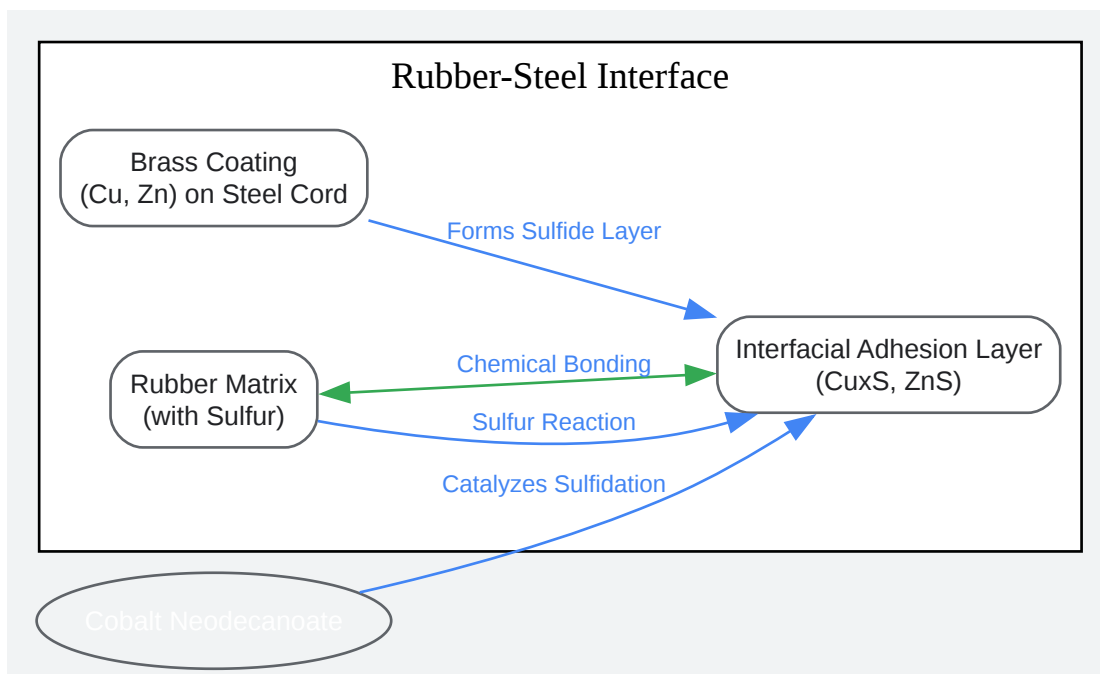 Rubber-Steel Interface
Brass Coating
(Cu, Zn) on Steel Cord
Forms Sulfide Layer
Interfacial Adhesion Layer
(CuxS, ZnS)
Chemical Bonding
Rubber Matrix
(with Sulfur)
Sulfur Reaction
Catalyzes Sulfidation
Cobalt Neodecanoate